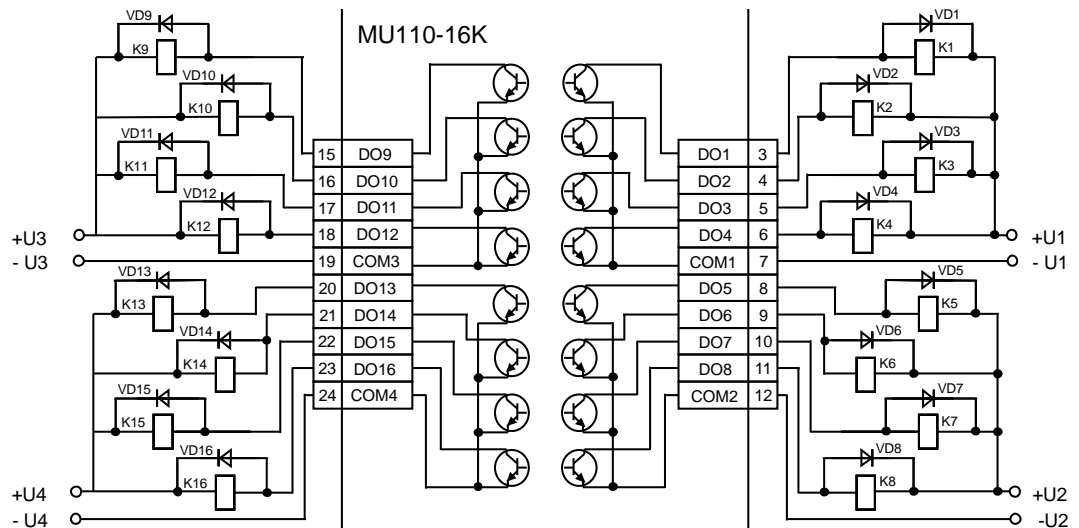 MU110-16K
VD9
K9
VD10
K10
VD11
K11
VD12
K12
+U3
- U3
VD13
K13
VD14
K14
VD15
K15
VD16
K16
+U4
- U4
15 DO9
16 DO10
17 DO11
18 DO12
19 COM3
20 DO13
21 DO14
22 DO15
23 DO16
24 COM4
DO1 3
DO2 4
DO3 5
DO4 6
COM1 7
DO5 8
DO6 9
DO7 10
DO8 11
COM2 12
VD1
K1
VD2
K2
VD3
K3
VD4
K4
+U1
- U1
VD5
K5
VD6
K6
VD7
K7
VD8
K8
+U2
-U2